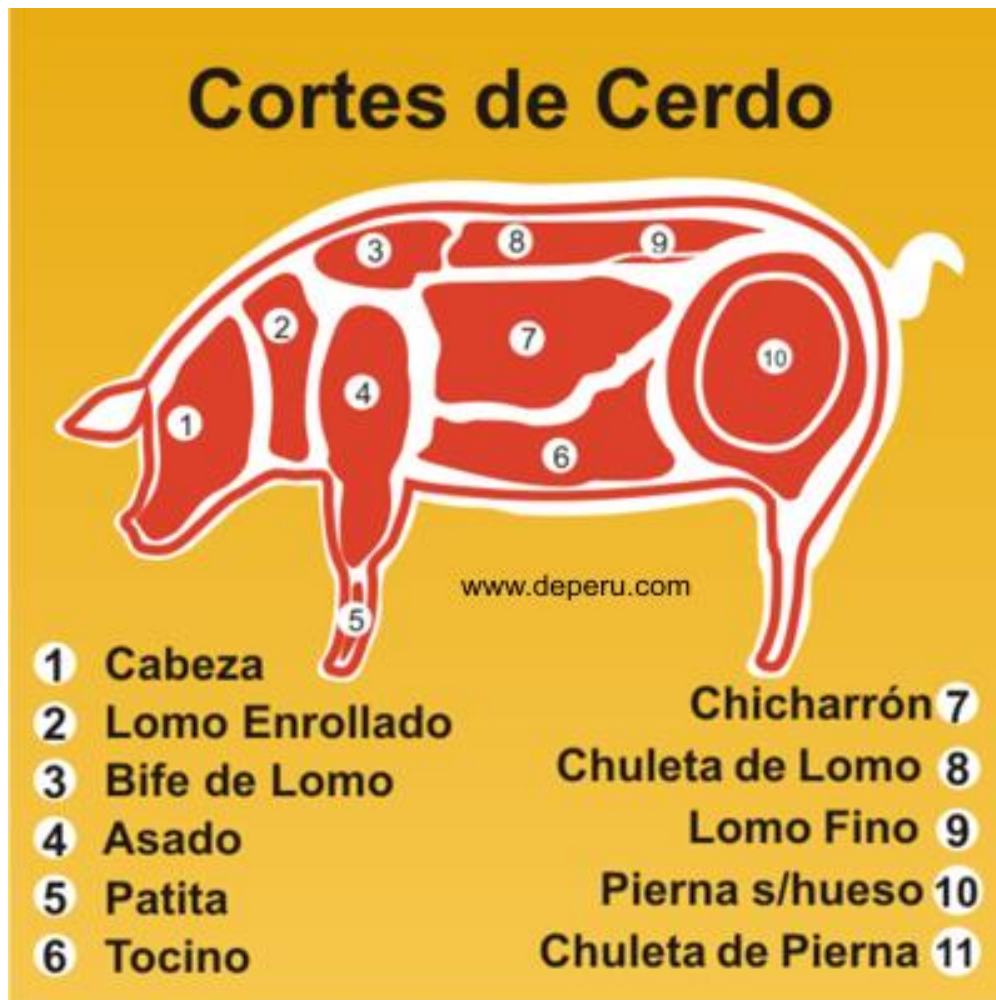 Cortes de Cerdo
3
8
9
2
7
10
4
1
6
www.deperu.com
5
1 Cabeza
2 Lomo Enrollado
3 Bife de Lomo
4 Asado
5 Patita
6 Tocino
Chicharrón 7
Chuleta de Lomo 8
Lomo Fino 9
Pierna s/hueso 10
Chuleta de Pierna 11